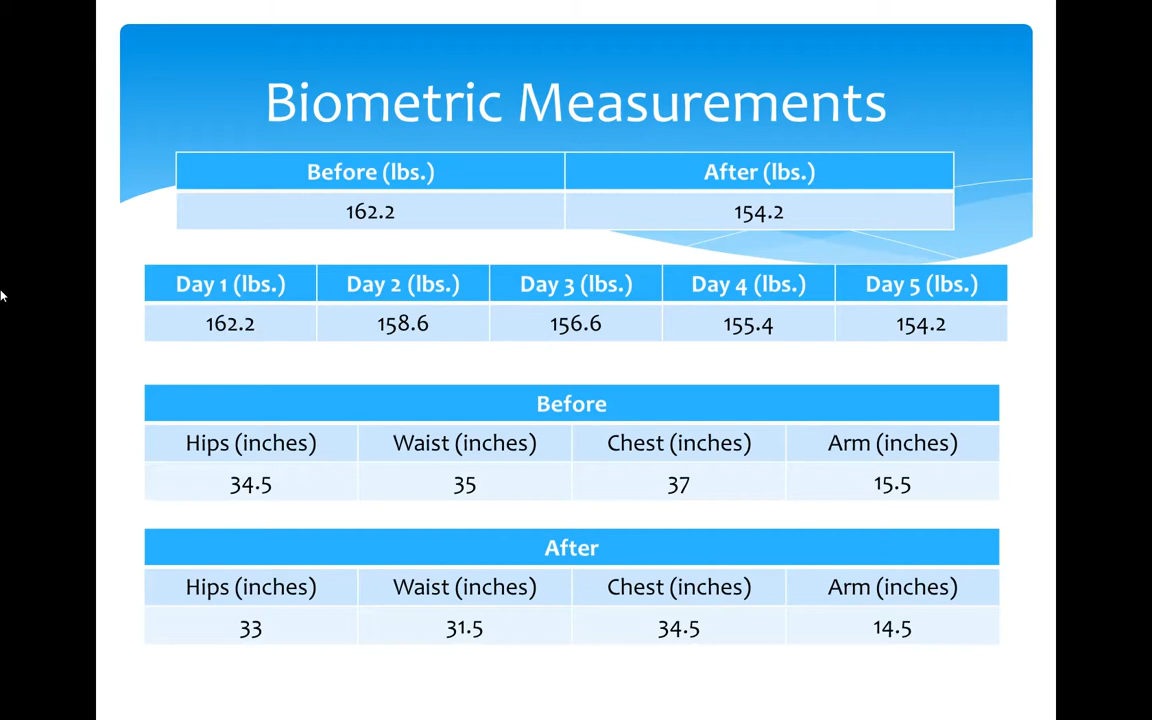 Biometric Measurements
Before (lbs.) After (lbs.)
162.2 154.2
Day 1 (lbs.) Day 2 (lbs.) Day 3 (lbs.) Day 4 (lbs.) Day 5 (lbs.)
162.2 158.6 156.6 155.4 154.2
Before
Hips (inches) Waist (inches) Chest (inches) Arm (inches)
34.5 35 37 15.5
After
Hips (inches) Waist (inches) Chest (inches) Arm (inches)
33 31.5 34.5 14.5